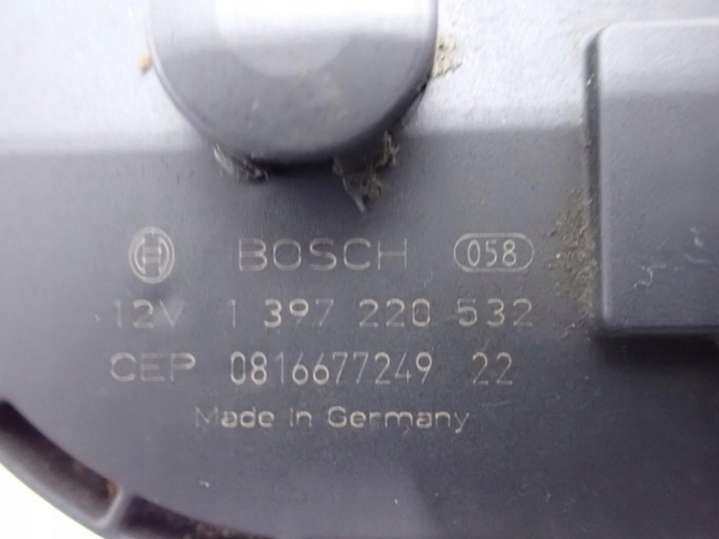 BOSCH 058
12V 1 397 220 532
CEP 0816677249 22
Made in Germany